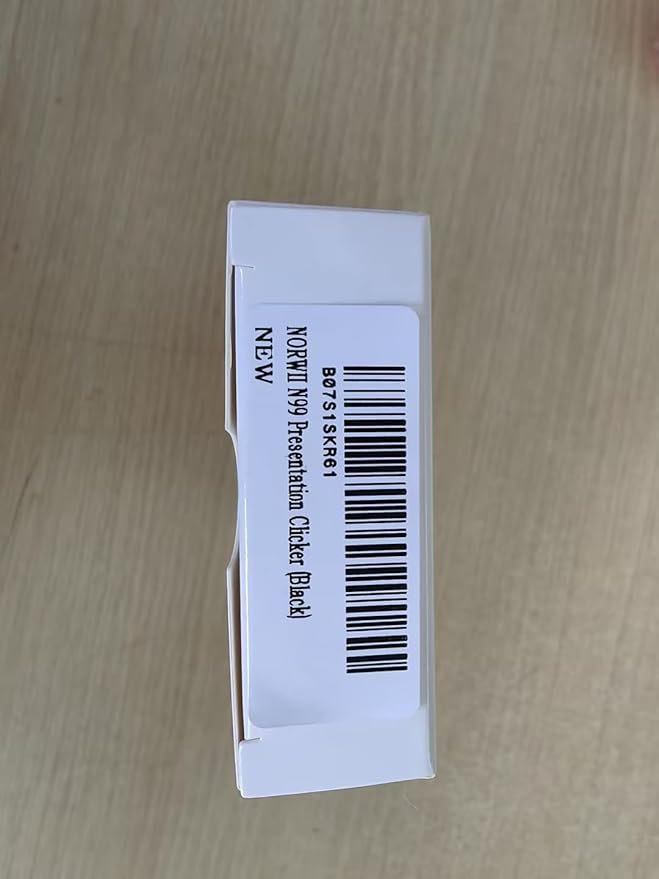 B07S1SKR61
NORWII N99 Presentation Clicker (Black)
NEW